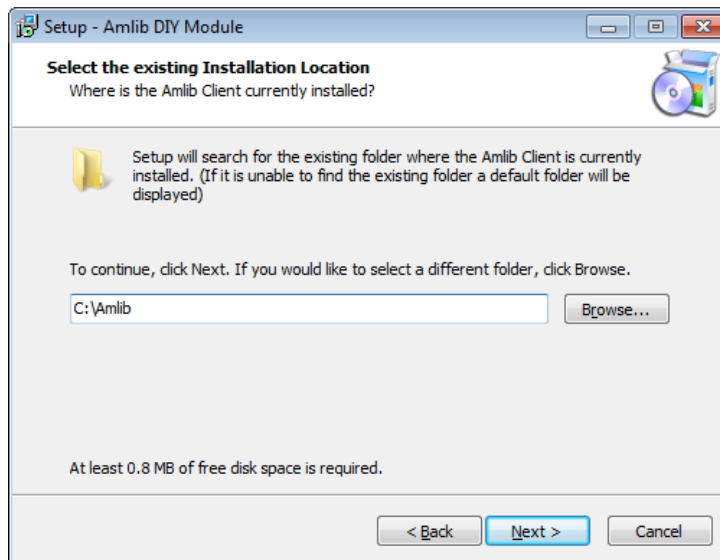 Setup - Amlib DIY Module
Select the existing Installation Location
Where is the Amlib Client currently installed?
Setup will search for the existing folder where the Amlib Client is currently
installed. (If it is unable to find the existing folder a default folder will be
displayed)
To continue, click Next. If you would like to select a different folder, click Browse.
C:\Amlib
Browse...
At least 0.8 MB of free disk space is required.
< Back
Next >
Cancel